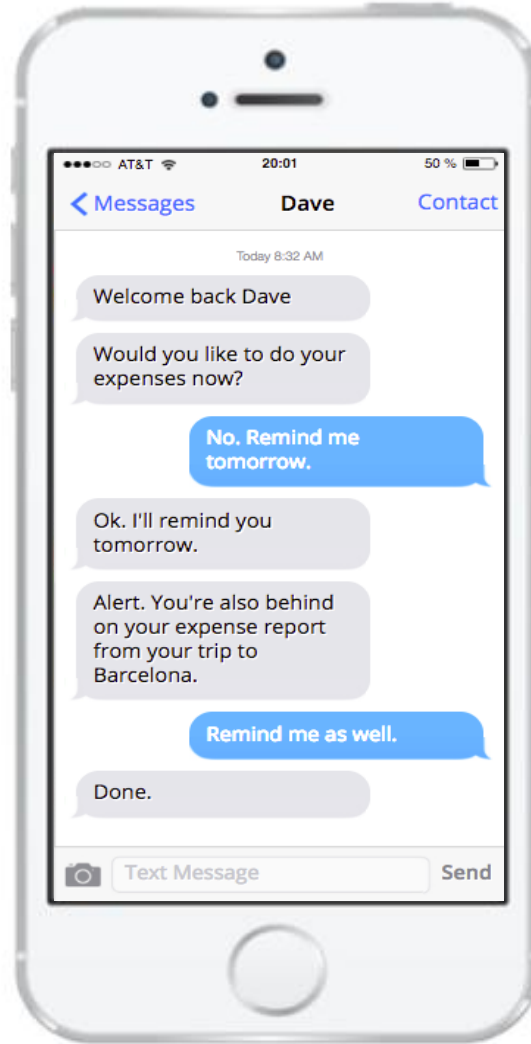 AT&T 20:01 50 %
Messages Dave Contact
Today 8:32 AM
Welcome back Dave
Would you like to do your
expenses now?
No. Remind me
tomorrow.
Ok. I'll remind you
tomorrow.
Alert. You're also behind
on your expense report
from your trip to
Barcelona.
Remind me as well.
Done.
Text Message Send